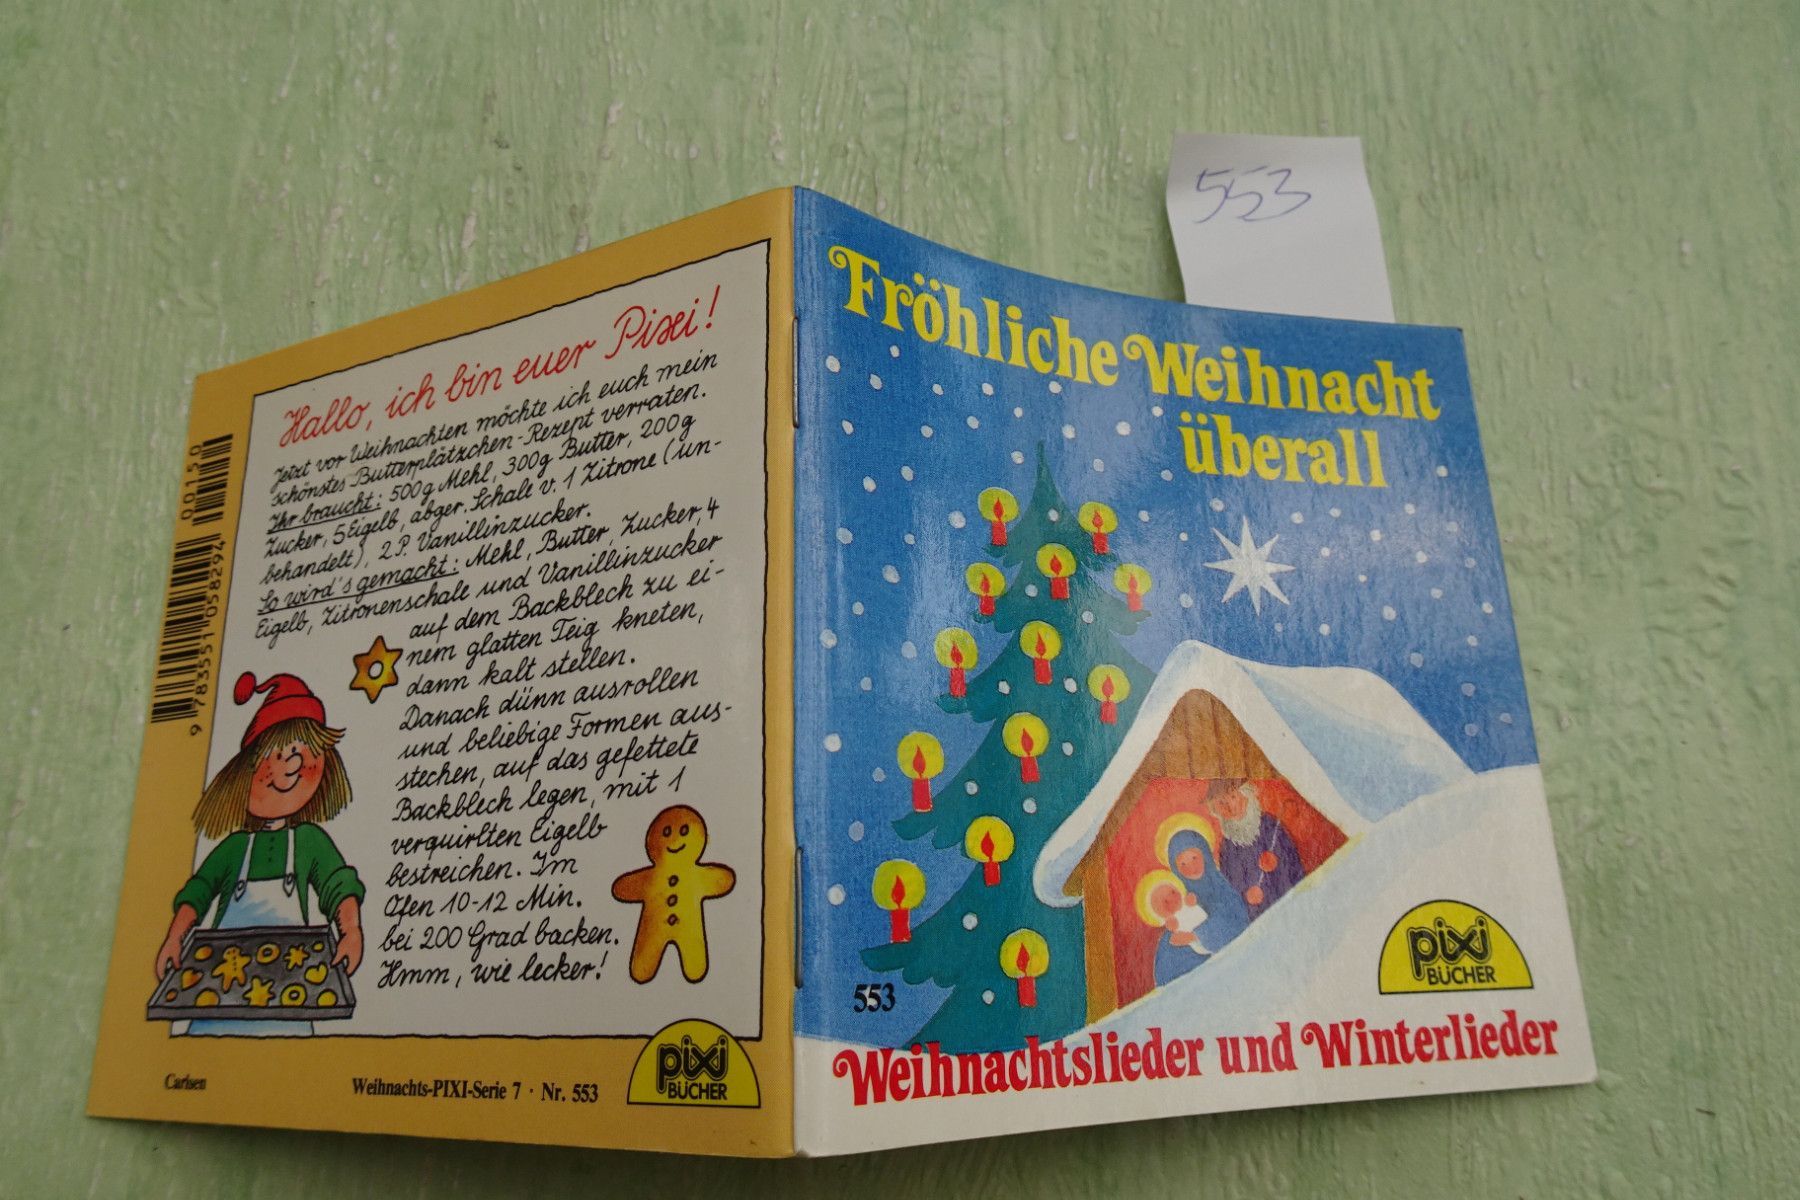 Hallo, ich bin euer Pixi!
Jetzt vor Weihnachten möchte ich euch mein
schönstes Butterplätzchen-Rezept verraten.
Ihr braucht: 500g Mehl, 300g Butter, 200g
Zucker, 5 Eigelb, abger. Schale v. 1 Zitrone (un-
behandelt), 2 P. Vanillinzucker.
So wird's gemacht: Mehl, Butter, Zucker, 4
Eigelb, Zitronenschale und Vanillinzucker
auf dem Backblech zu ei-
nem glatten Teig kneten,
dann kalt stellen.
Danach dünn ausrollen
und beliebige Formen aus-
stechen, auf das gefettete
Backblech legen, mit 1
verquirlten Eigelb
bestreichen. Im
Ofen 10-12 Min.
bei 200 Grad backen.
Hmm, wie lecker!
00150
9 783551 058294
Carlsen
Weihnachts-PIXI-Serie 7 · Nr. 553
pixi
BÜCHER
553
Fröhliche Weihnacht
überall
553
pixi
BÜCHER
Weihnachtslieder und Winterlieder